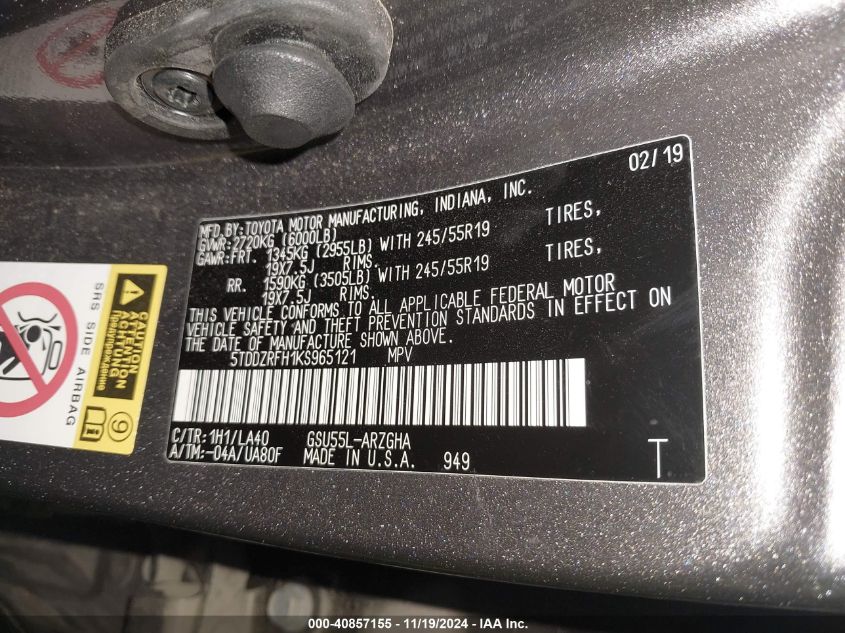 02/19
MFD.BY:TOYOTA MOTOR MANUFACTURING, INDIANA, INC.
GVWR:2720KG (6000LB)
GAWR:FRT. 1345KG (2955LB) WITH 245/55R19 TIRES,
19X7.5J RIMS.
RR. 1590KG (3505LB) WITH 245/55R19 TIRES,
19X7.5J RIMS.
THIS VEHICLE CONFORMS TO ALL APPLICABLE FEDERAL MOTOR
VEHICLE SAFETY AND THEFT PREVENTION STANDARDS IN EFFECT ON
THE DATE OF MANUFACTURE SHOWN ABOVE.
5TDDZRFH1KS965121 MPV
C/TR:1H1/LA40 GSU55L-ARZGHA
A/TM:-04A/UA80F MADE IN U.S.A. 949 T
CAUTION
ATTENTION
ACHTUNG
Предупреждение
SRS SIDE AIRBAG
9
000 - 40857155 - 11/19/2024 - IAA Inc.